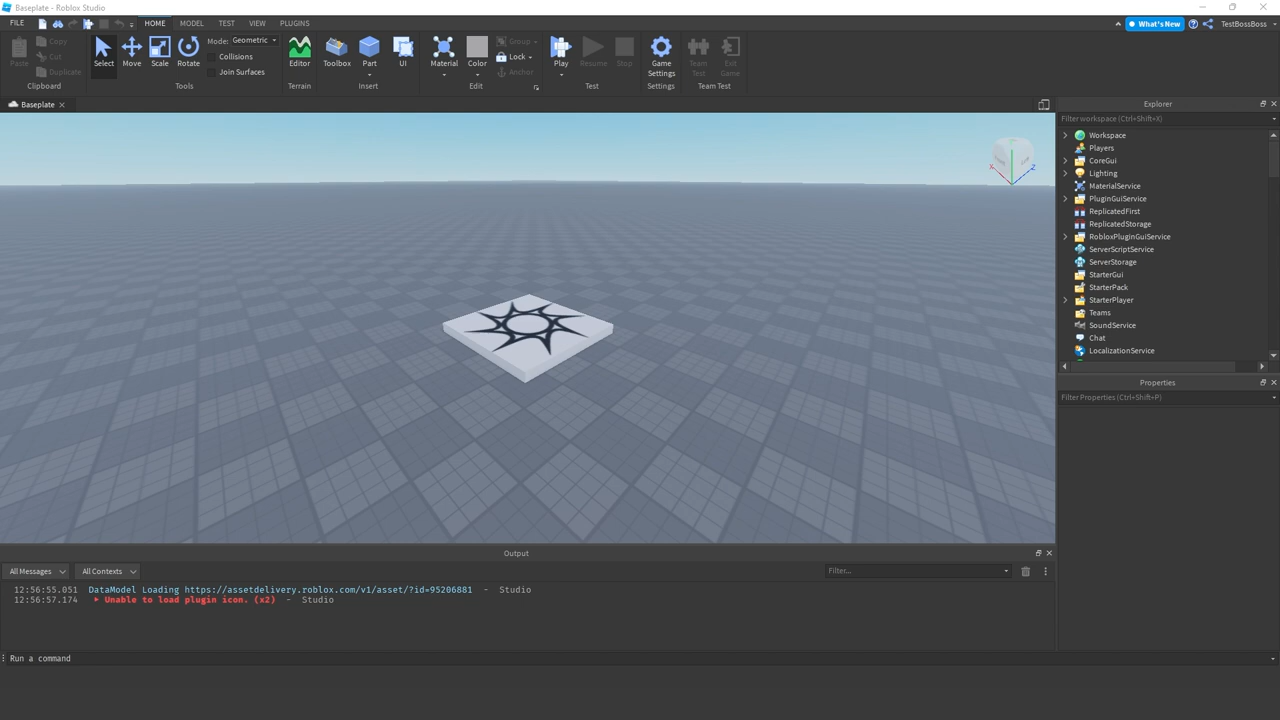 Baseplate - Roblox Studio
FILE HOME MODEL TEST VIEW PLUGINS What's New TestBossBoss
Paste Copy Cut Duplicate Clipboard
Select Move Scale Rotate Mode: Geometric Collisions Join Surfaces Tools
Editor Terrain
Toolbox Part UI Insert
Material Color Group Lock Anchor Edit
Play Resume Stop Test
Game Settings Settings
Team Test Exit Game Team Test
Baseplate
Explorer
Filter workspace (Ctrl+Shift+X)
Workspace
Players
CoreGui
Lighting
MaterialService
PluginGuiService
ReplicatedFirst
ReplicatedStorage
RobloxPluginGuiService
ServerScriptService
ServerStorage
StarterGui
StarterPack
StarterPlayer
Teams
SoundService
Chat
LocalizationService
Properties
Filter Properties (Ctrl+Shift+P)
Output
All Messages All Contexts Filter...
12:56:55.051 DataModel Loading https://assetdelivery.roblox.com/v1/asset/?id=95206881 - Studio
12:56:57.174 Unable to load plugin icon. (x2) - Studio
Run a command